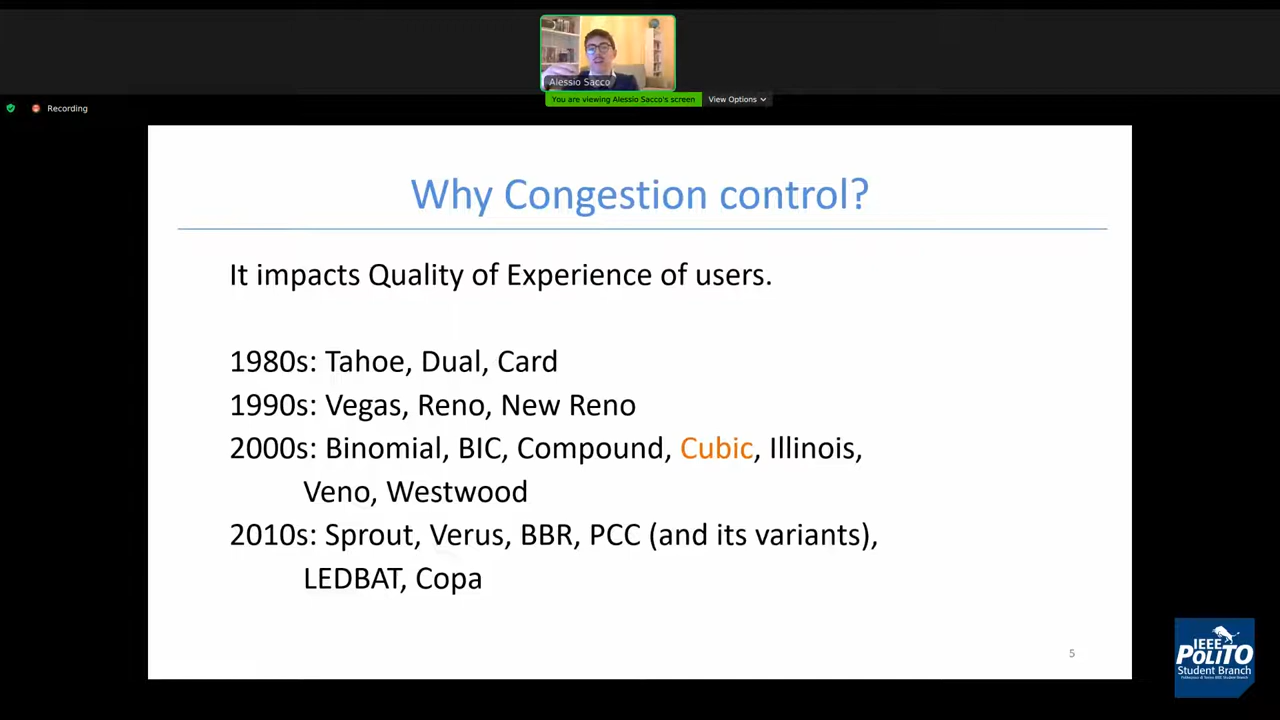 Alessio Sacco
You are viewing Alessio Sacco's screen
View Options
Recording
Why Congestion control?
It impacts Quality of Experience of users.
1980s: Tahoe, Dual, Card
1990s: Vegas, Reno, New Reno
2000s: Binomial, BIC, Compound, Cubic, Illinois,
Veno, Westwood
2010s: Sprout, Verus, BBR, PCC (and its variants),
LEDBAT, Copa
5
IEEE
POLITO
Student Branch